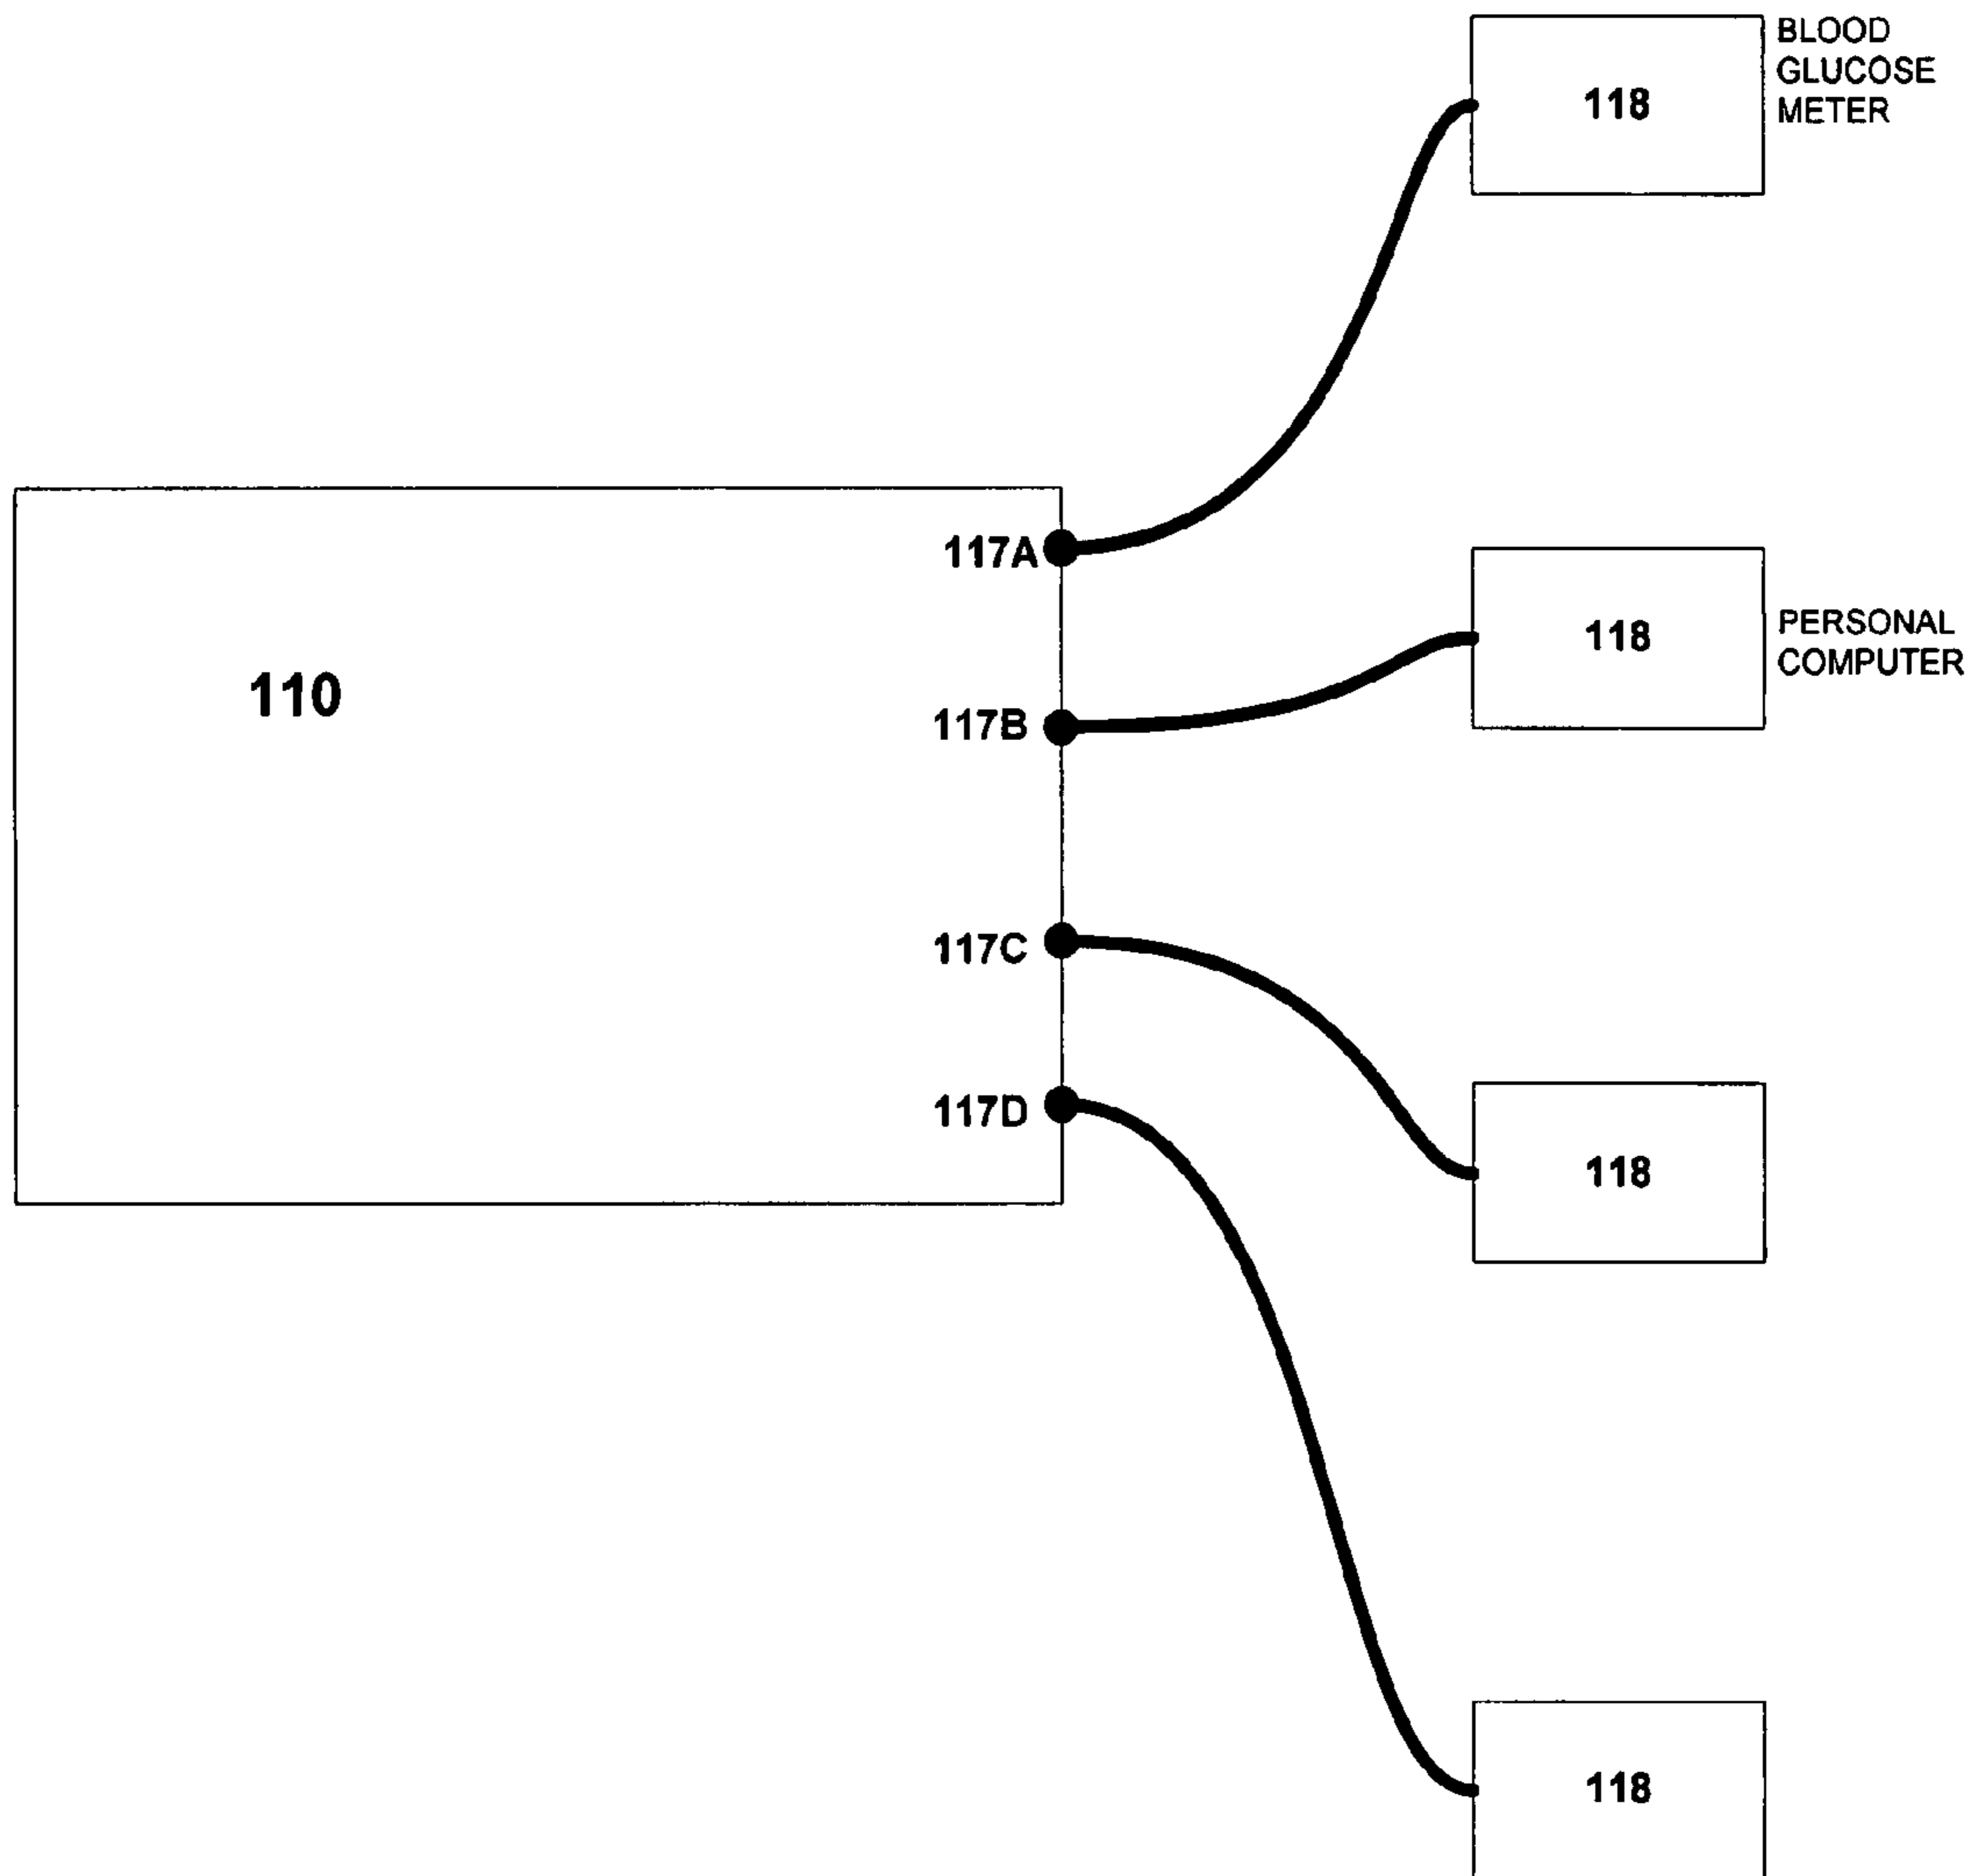 BLOOD
GLUCOSE
METER
118
117A
118
PERSONAL
COMPUTER
110
117B
117C
117D
118
118